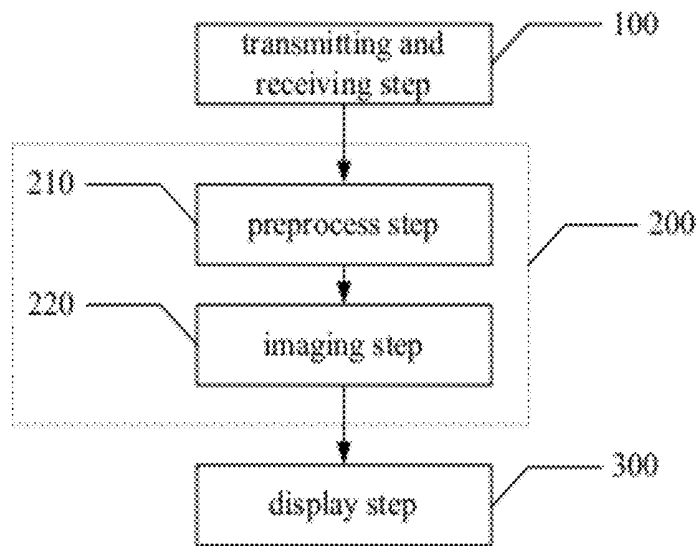 transmitting and
receiving step
100
210
preprocess step
200
220
imaging step
display step
300